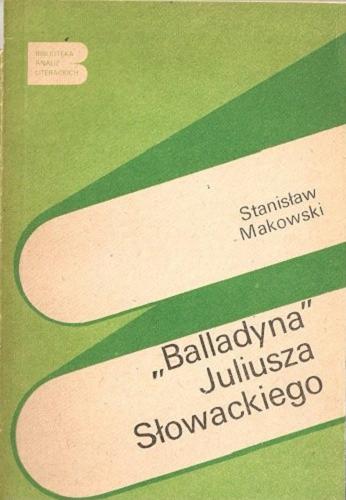 BIBLIOTEKA
ANALIZ
LITERACKICH
Stanisław
Makowski
„Balladyna”
Juliusza
Słowackiego